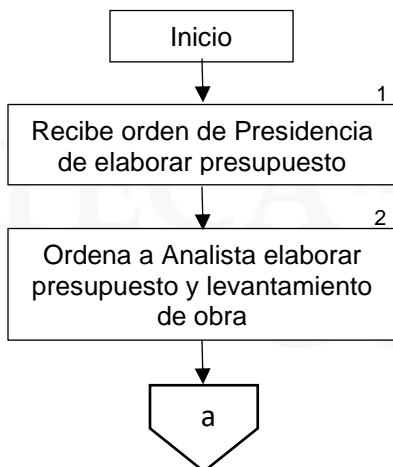 Inicio
1
Recibe orden de Presidencia
de elaborar presupuesto
2
Ordena a Analista elaborar
presupuesto y levantamiento
de obra
a